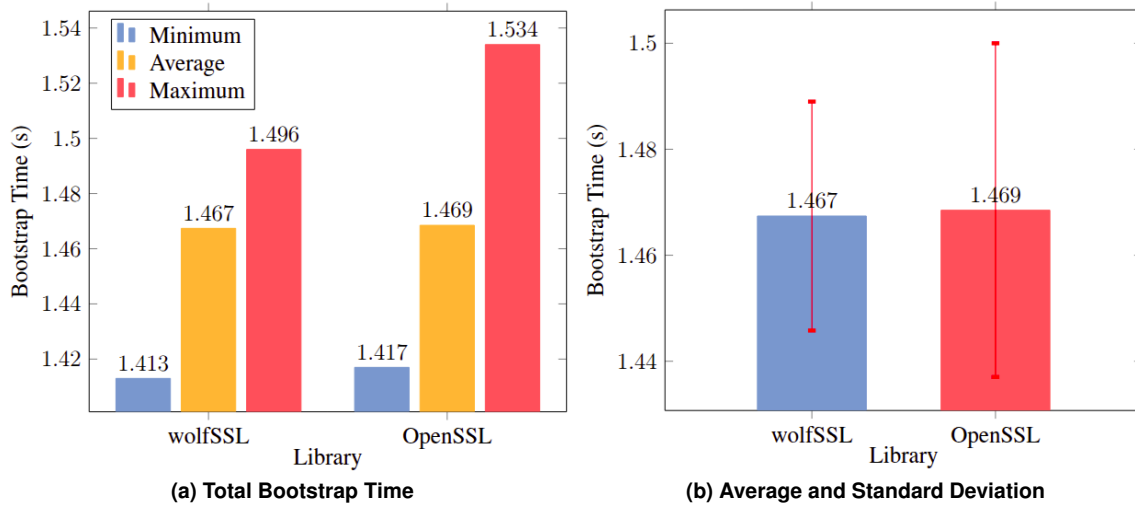 1.54
1.52
1.5
1.48
1.46
1.44
1.42
Bootstrap Time (s)
Minimum
Average
Maximum
1.413
1.467
1.496
1.417
1.469
1.534
wolfSSL
OpenSSL
Library
(a) Total Bootstrap Time
1.5
1.48
1.46
1.44
Bootstrap Time (s)
1.467
1.469
wolfSSL
OpenSSL
Library
(b) Average and Standard Deviation